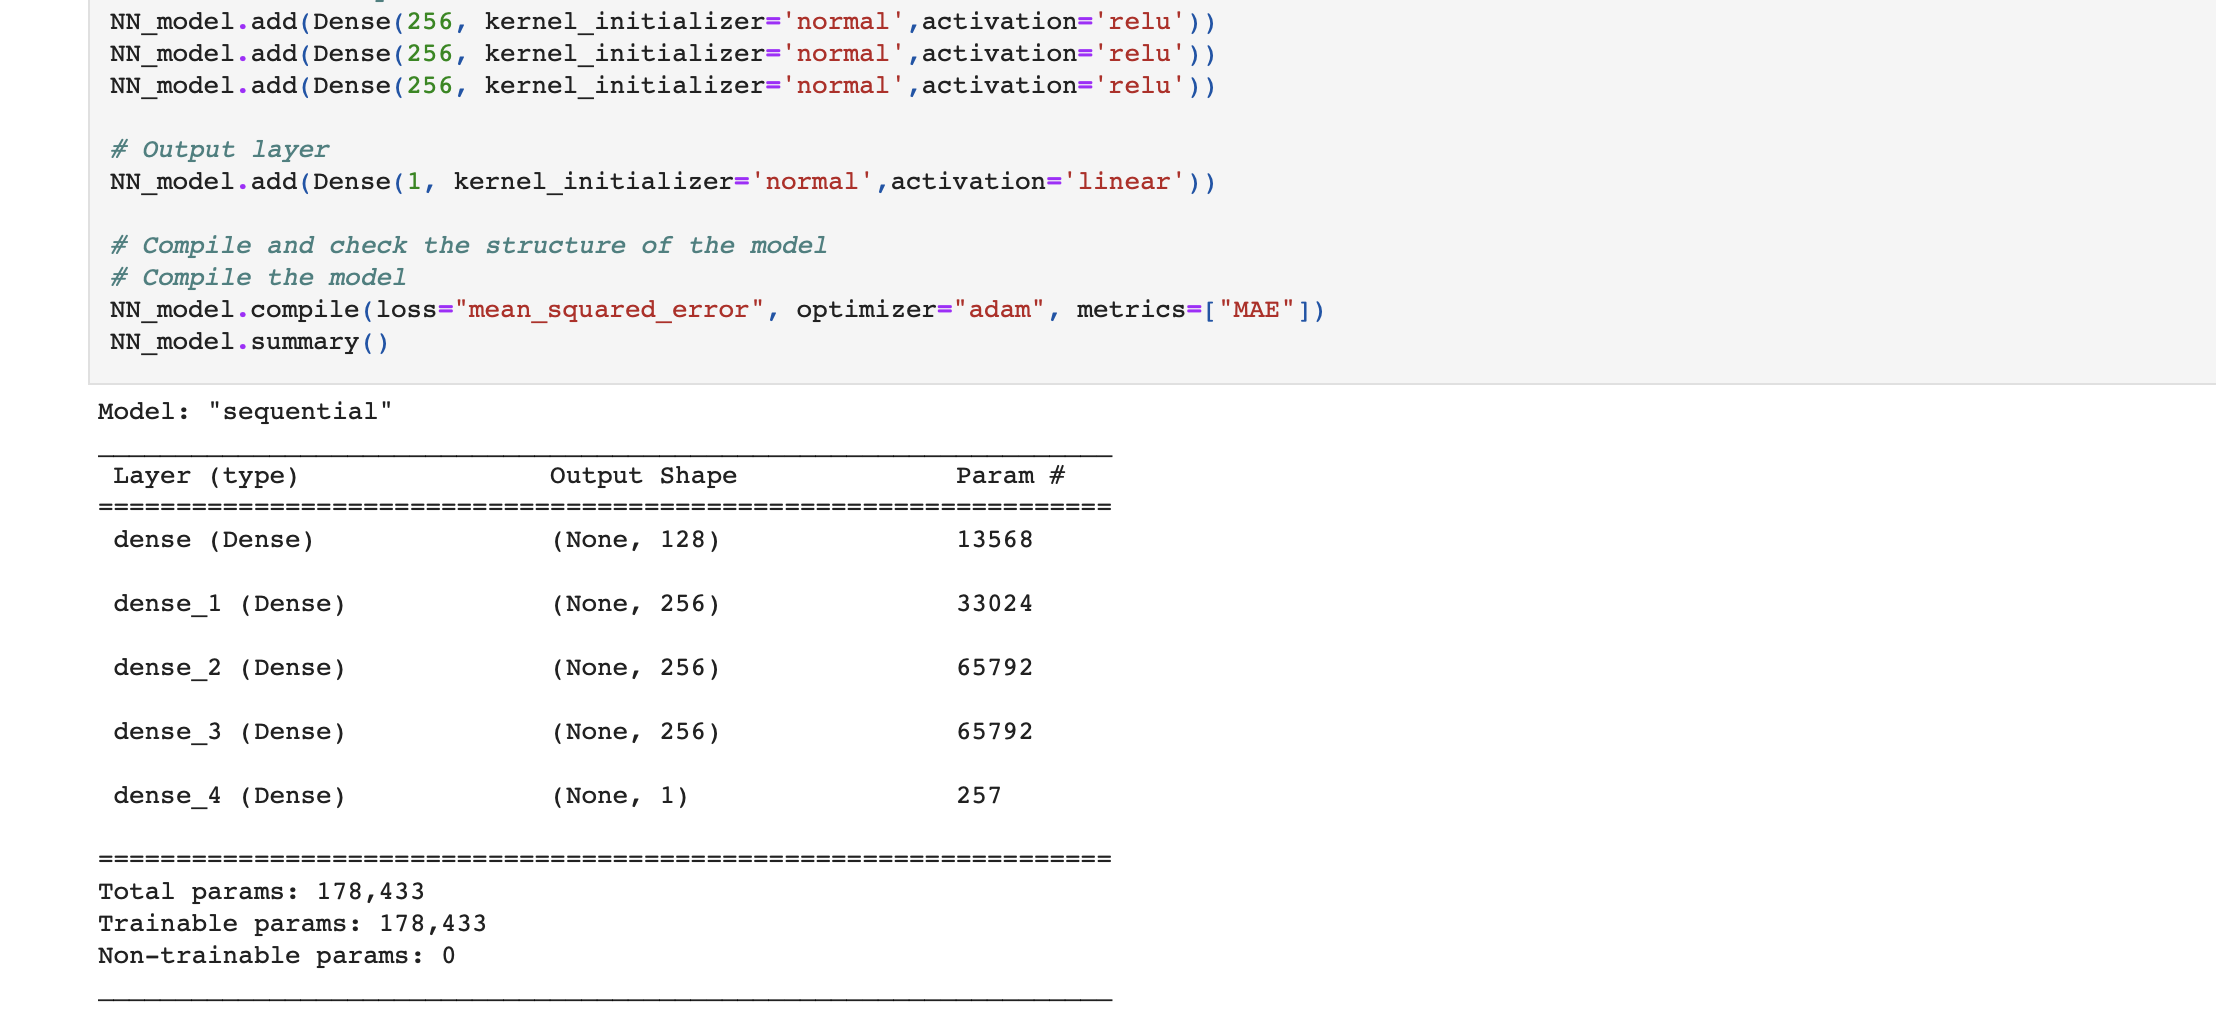 NN_model.add(Dense(256, kernel_initializer='normal',activation='relu'))
NN_model.add(Dense(256, kernel_initializer='normal',activation='relu'))
NN_model.add(Dense(256, kernel_initializer='normal',activation='relu'))
# Output layer
NN_model.add(Dense(1, kernel_initializer='normal',activation='linear'))
# Compile and check the structure of the model
# Compile the model
NN_model.compile(loss="mean_squared_error", optimizer="adam", metrics=["MAE"])
NN_model.summary()
Model: "sequential"
_________________________________________________________________
Layer (type) Output Shape Param #
=================================================================
dense (Dense) (None, 128) 13568
dense_1 (Dense) (None, 256) 33024
dense_2 (Dense) (None, 256) 65792
dense_3 (Dense) (None, 256) 65792
dense_4 (Dense) (None, 1) 257
=================================================================
Total params: 178,433
Trainable params: 178,433
Non-trainable params: 0
_________________________________________________________________